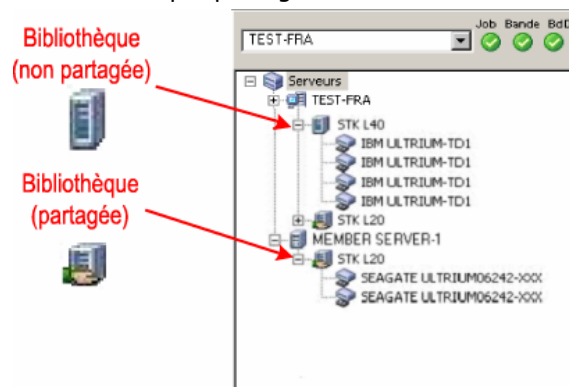 Job Bande BdD
TEST-FRA
Bibliothèque
(non partagée)
Serveurs
TEST-FRA
STK L40
IBM ULTRIUM-TD1
IBM ULTRIUM-TD1
IBM ULTRIUM-TD1
IBM ULTRIUM-TD1
Bibliothèque
(partagée)
STK L20
MEMBER SERVER-1
STK L20
SEAGATE ULTRIUM06242-XXX
SEAGATE ULTRIUM06242-XXX